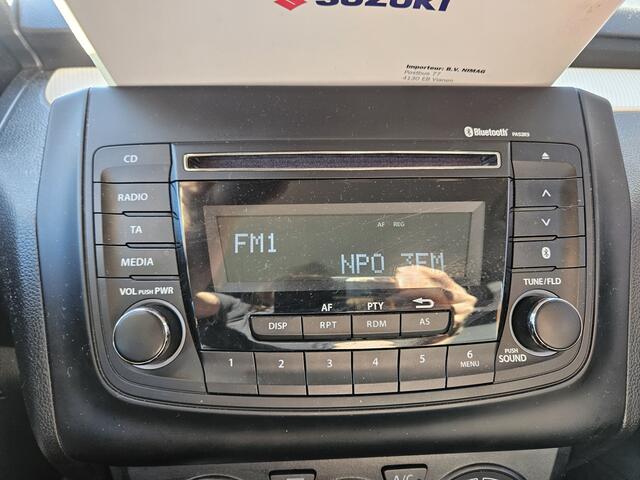 SUZUKI
Importeur: B.V. NIMAG
Postbus 77
4130 EB Vianen
Bluetooth PAS2E9
CD
RADIO
TA
MEDIA
VOL PUSH PWR
AF REG
FM1
NPO 3FM
AF PTY
DISP RPT RDM AS
1 2 3 4 5 6 MENU
TUNE/FLD
PUSH SOUND
A/C